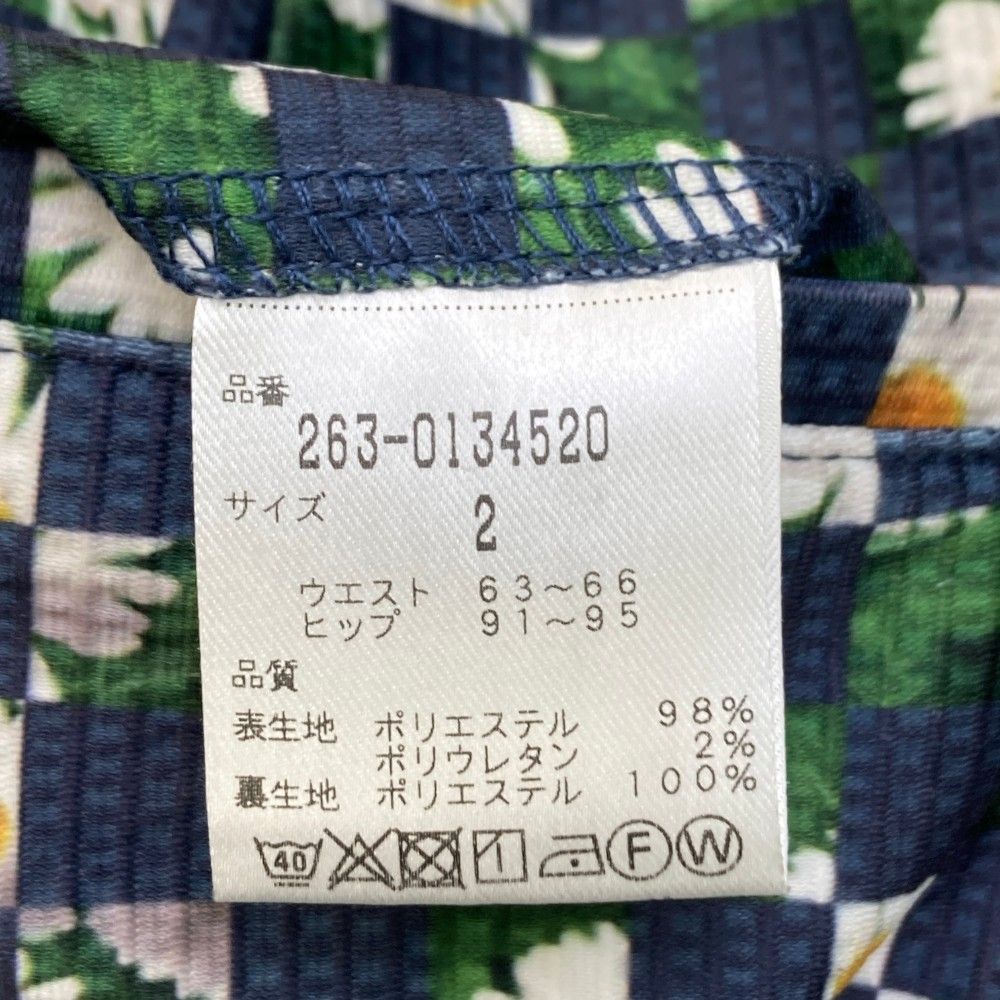 品番
263-0134520
サイズ 2
ウエスト 63～66
ヒップ 91～95
品質
表生地 ポリエステル 98%
ポリウレタン 2%
裏生地 ポリエステル 100%
40 F W